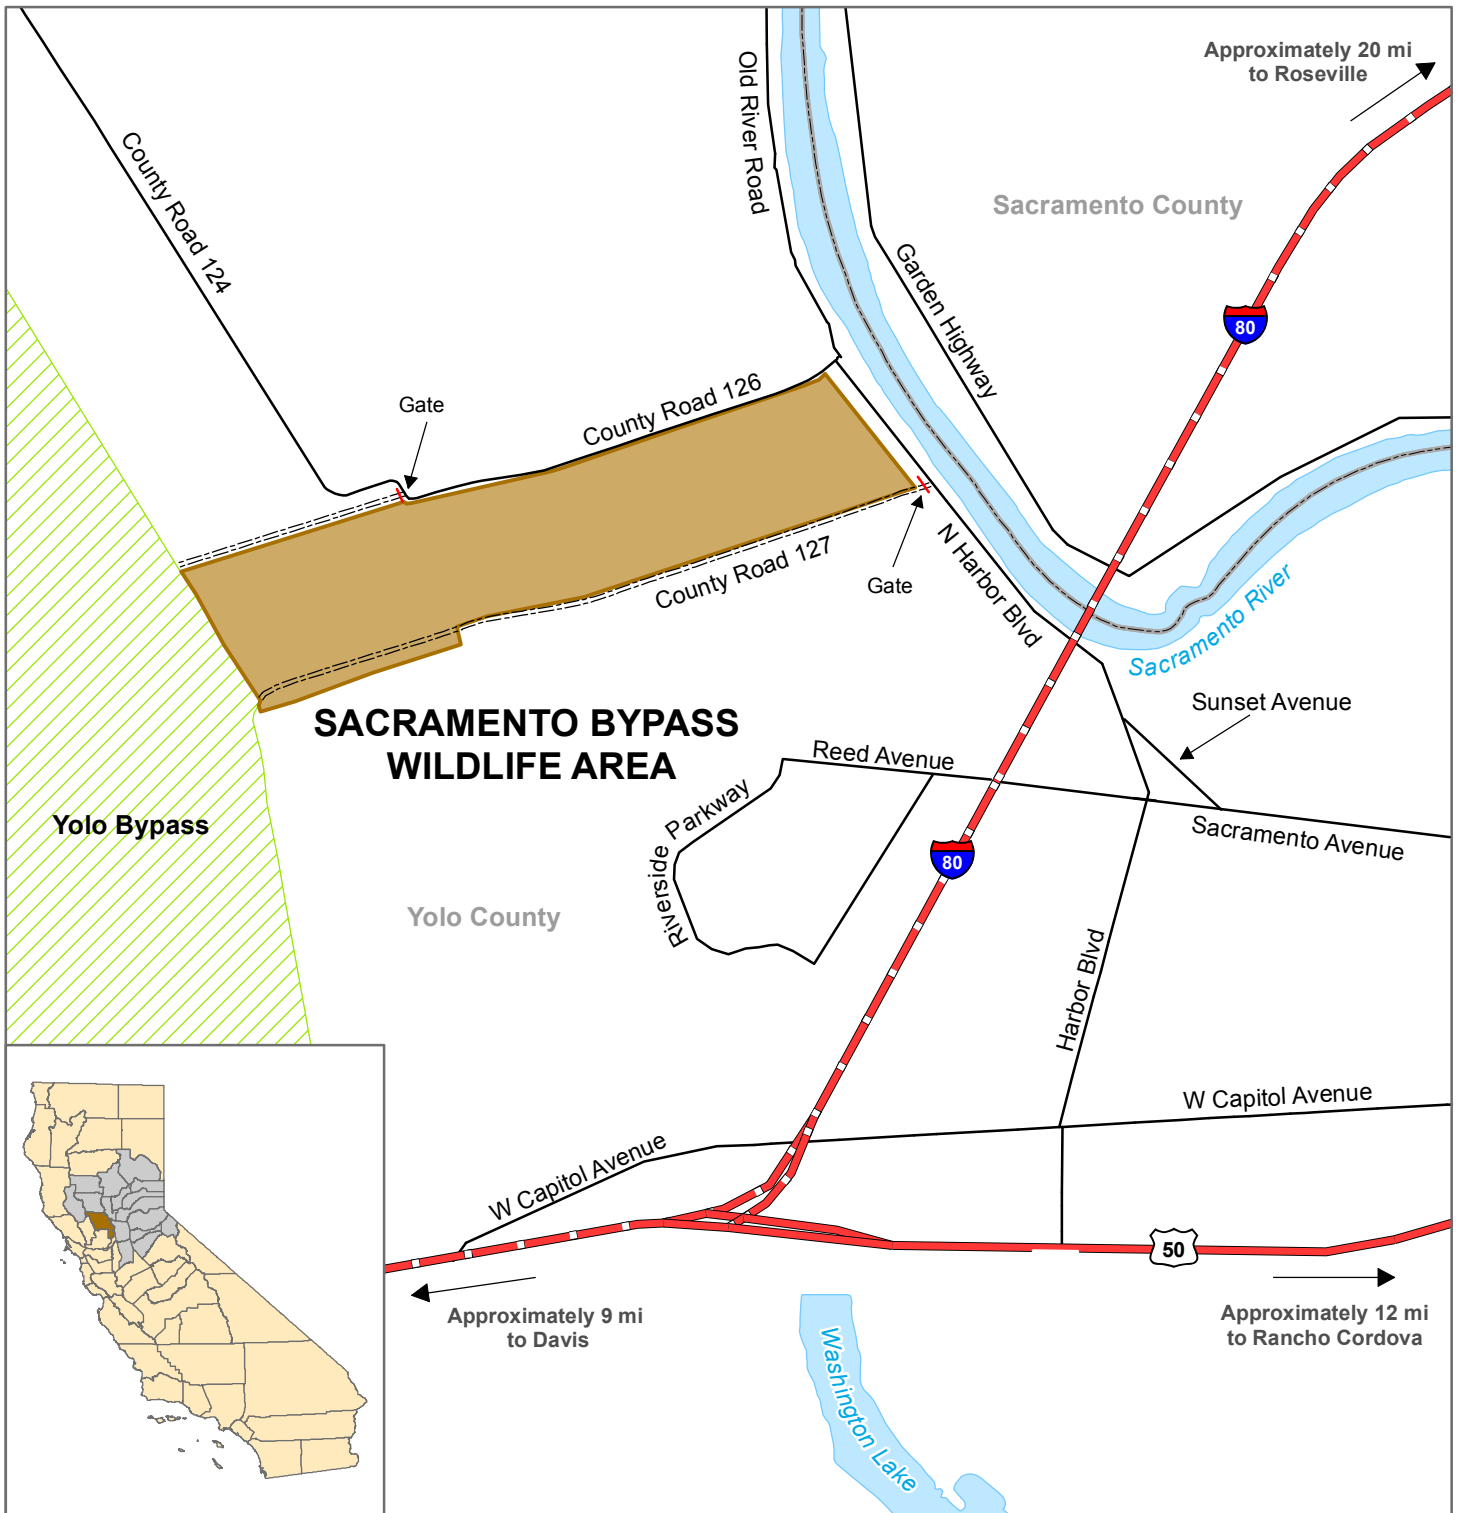 Approximately 20 mi
to Roseville
Old River Road
County Road 124
Sacramento County
Garden Highway
80
County Road 126
Gate
N Harbor Blvd
County Road 127
Gate
Sacramento River
SACRAMENTO BYPASS
WILDLIFE AREA
Sunset Avenue
Reed Avenue
Riverside Parkway
Yolo Bypass
Sacramento Avenue
80
Yolo County
Harbor Blvd
W Capitol Avenue
W Capitol Avenue
50
Approximately 9 mi
to Davis
Approximately 12 mi
to Rancho Cordova
Washington Lake